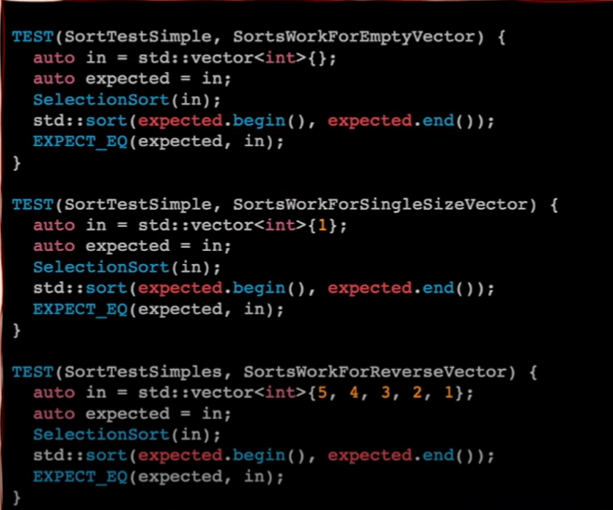 TEST(SortTestSimple, SortsWorkForEmptyVector) {
  auto in = std::vector<int>{};
  auto expected = in;
  SelectionSort(in);
  std::sort(expected.begin(), expected.end());
  EXPECT_EQ(expected, in);
}
TEST(SortTestSimple, SortsWorkForSingleSizeVector) {
  auto in = std::vector<int>{1};
  auto expected = in;
  SelectionSort(in);
  std::sort(expected.begin(), expected.end());
  EXPECT_EQ(expected, in);
}
TEST(SortTestSimples, SortsWorkForReverseVector) {
  auto in = std::vector<int>{5, 4, 3, 2, 1};
  auto expected = in;
  SelectionSort(in);
  std::sort(expected.begin(), expected.end());
  EXPECT_EQ(expected, in);
}